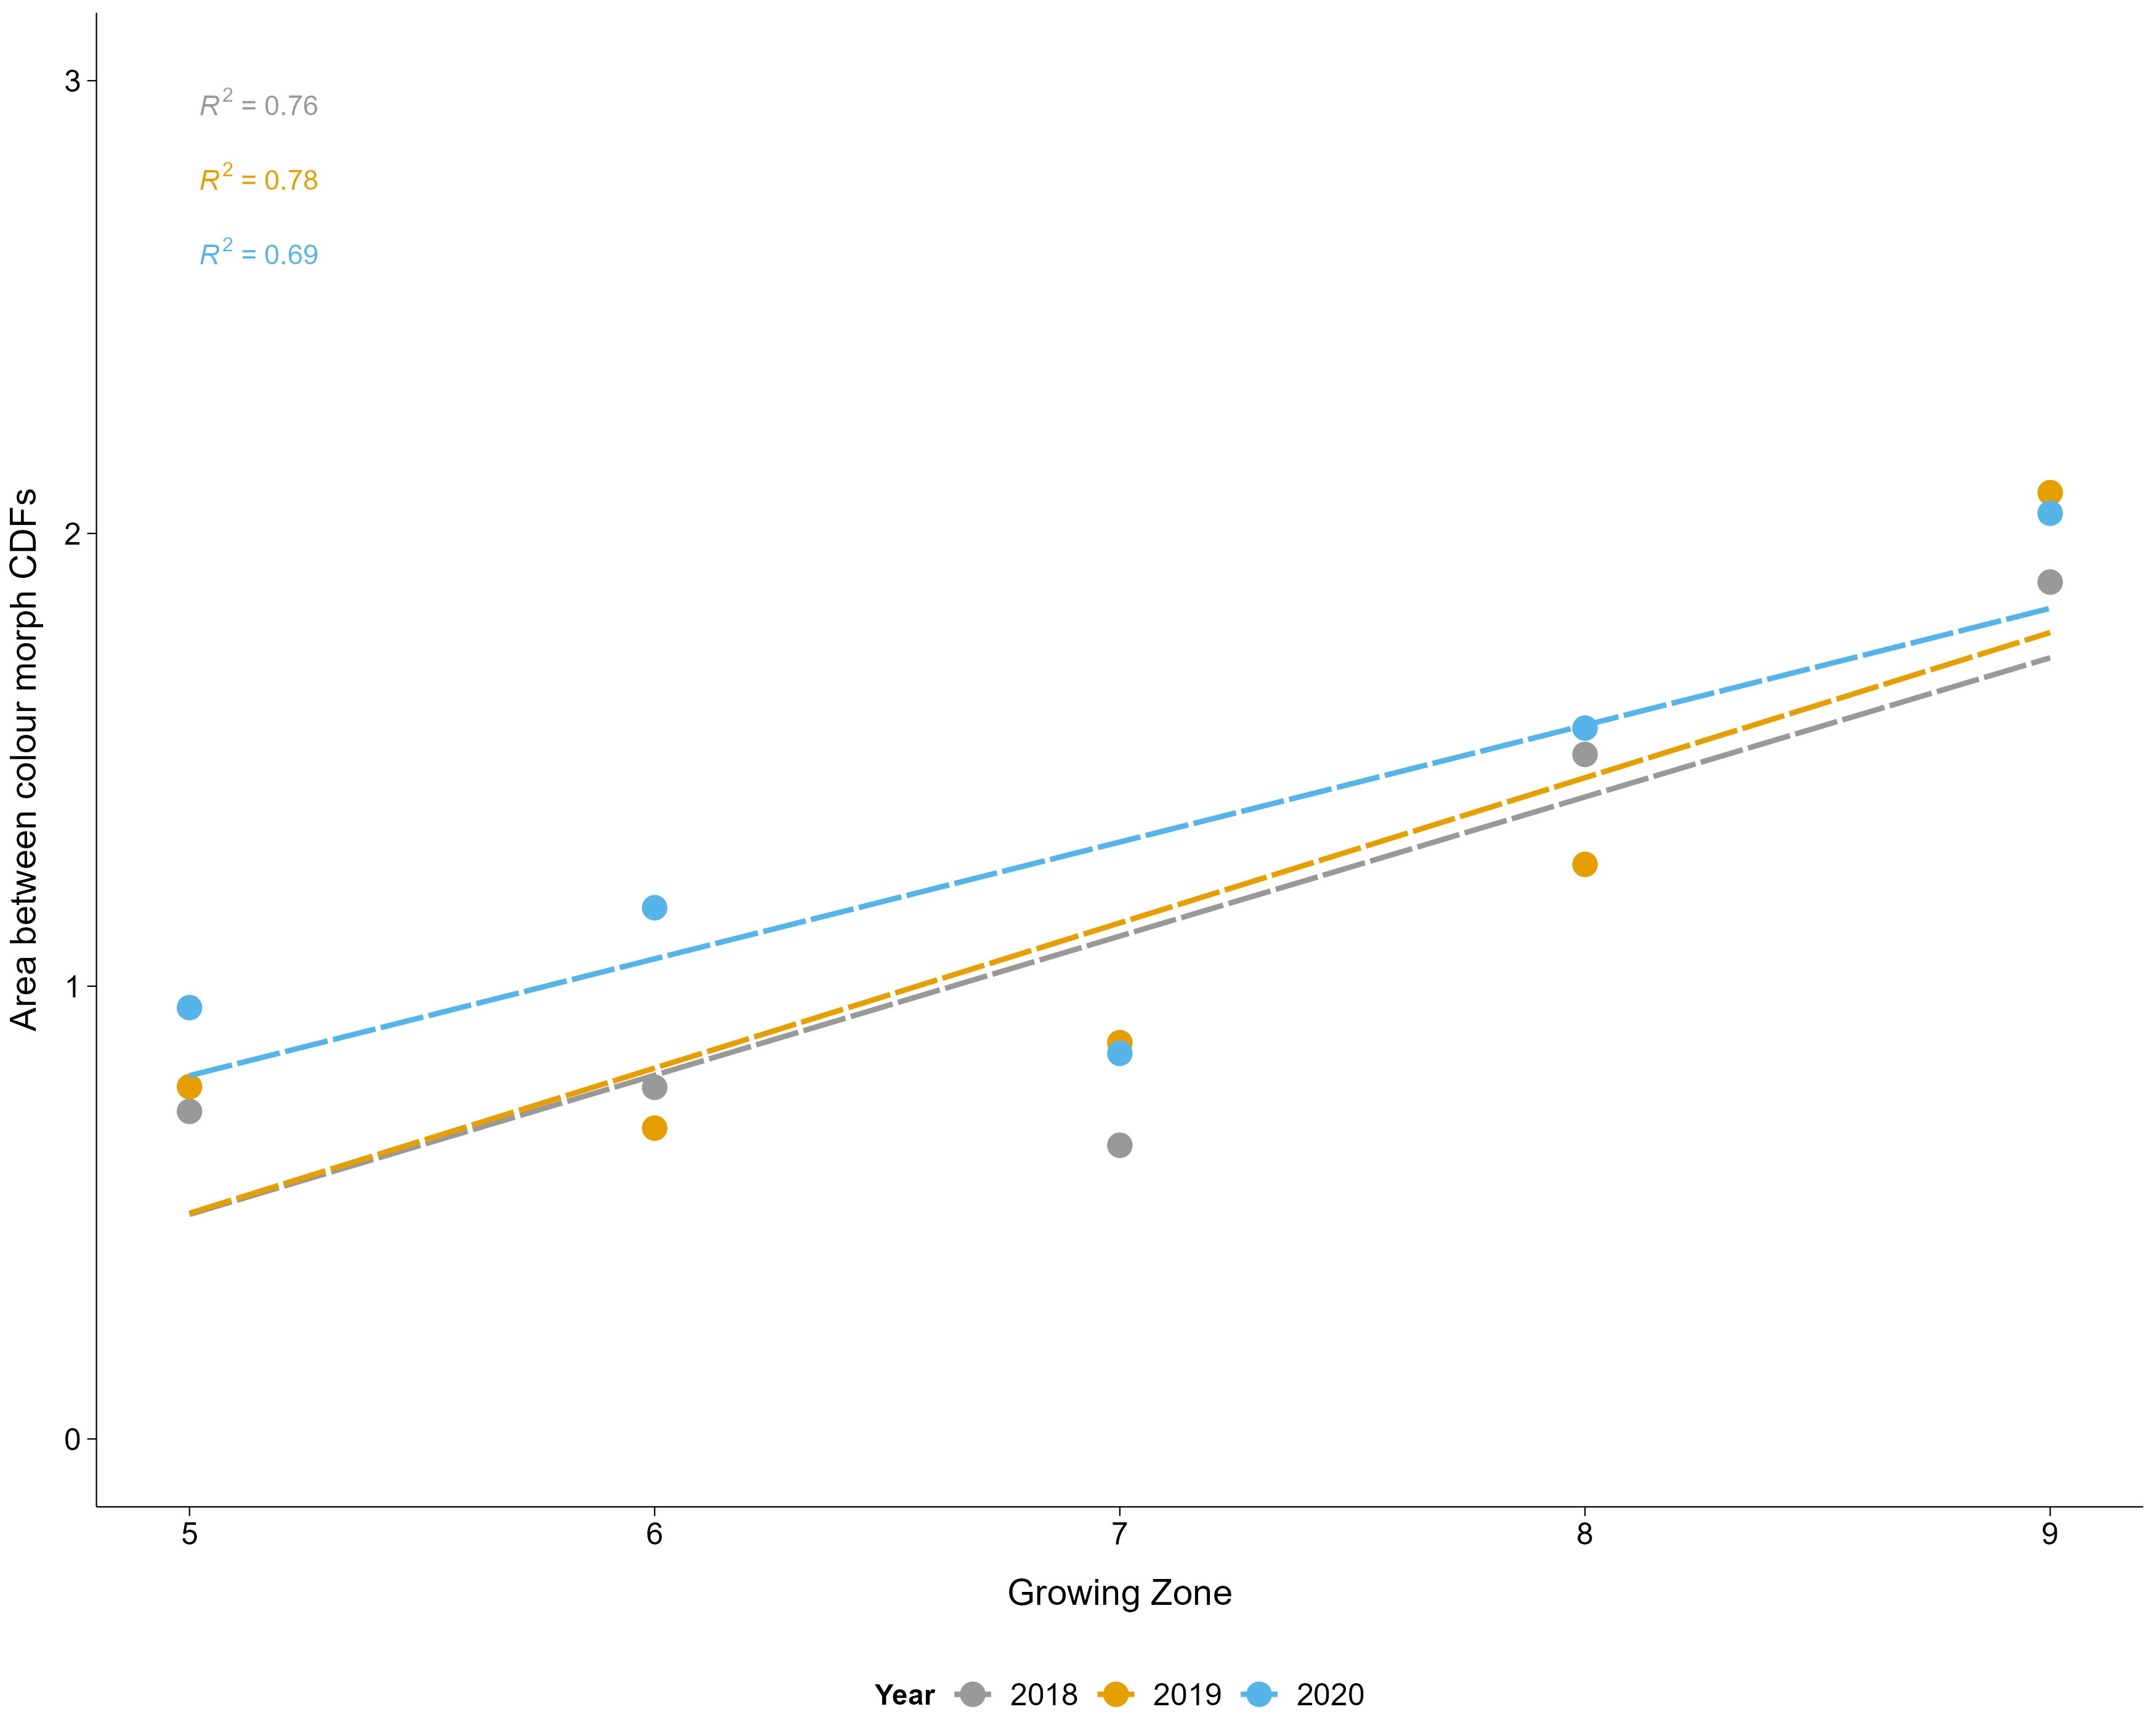 3
R² = 0.76
R² = 0.78
R² = 0.69
2
1
0
Area between colour morph CDFs
5 6 7 8 9
Growing Zone
Year 2018 2019 2020